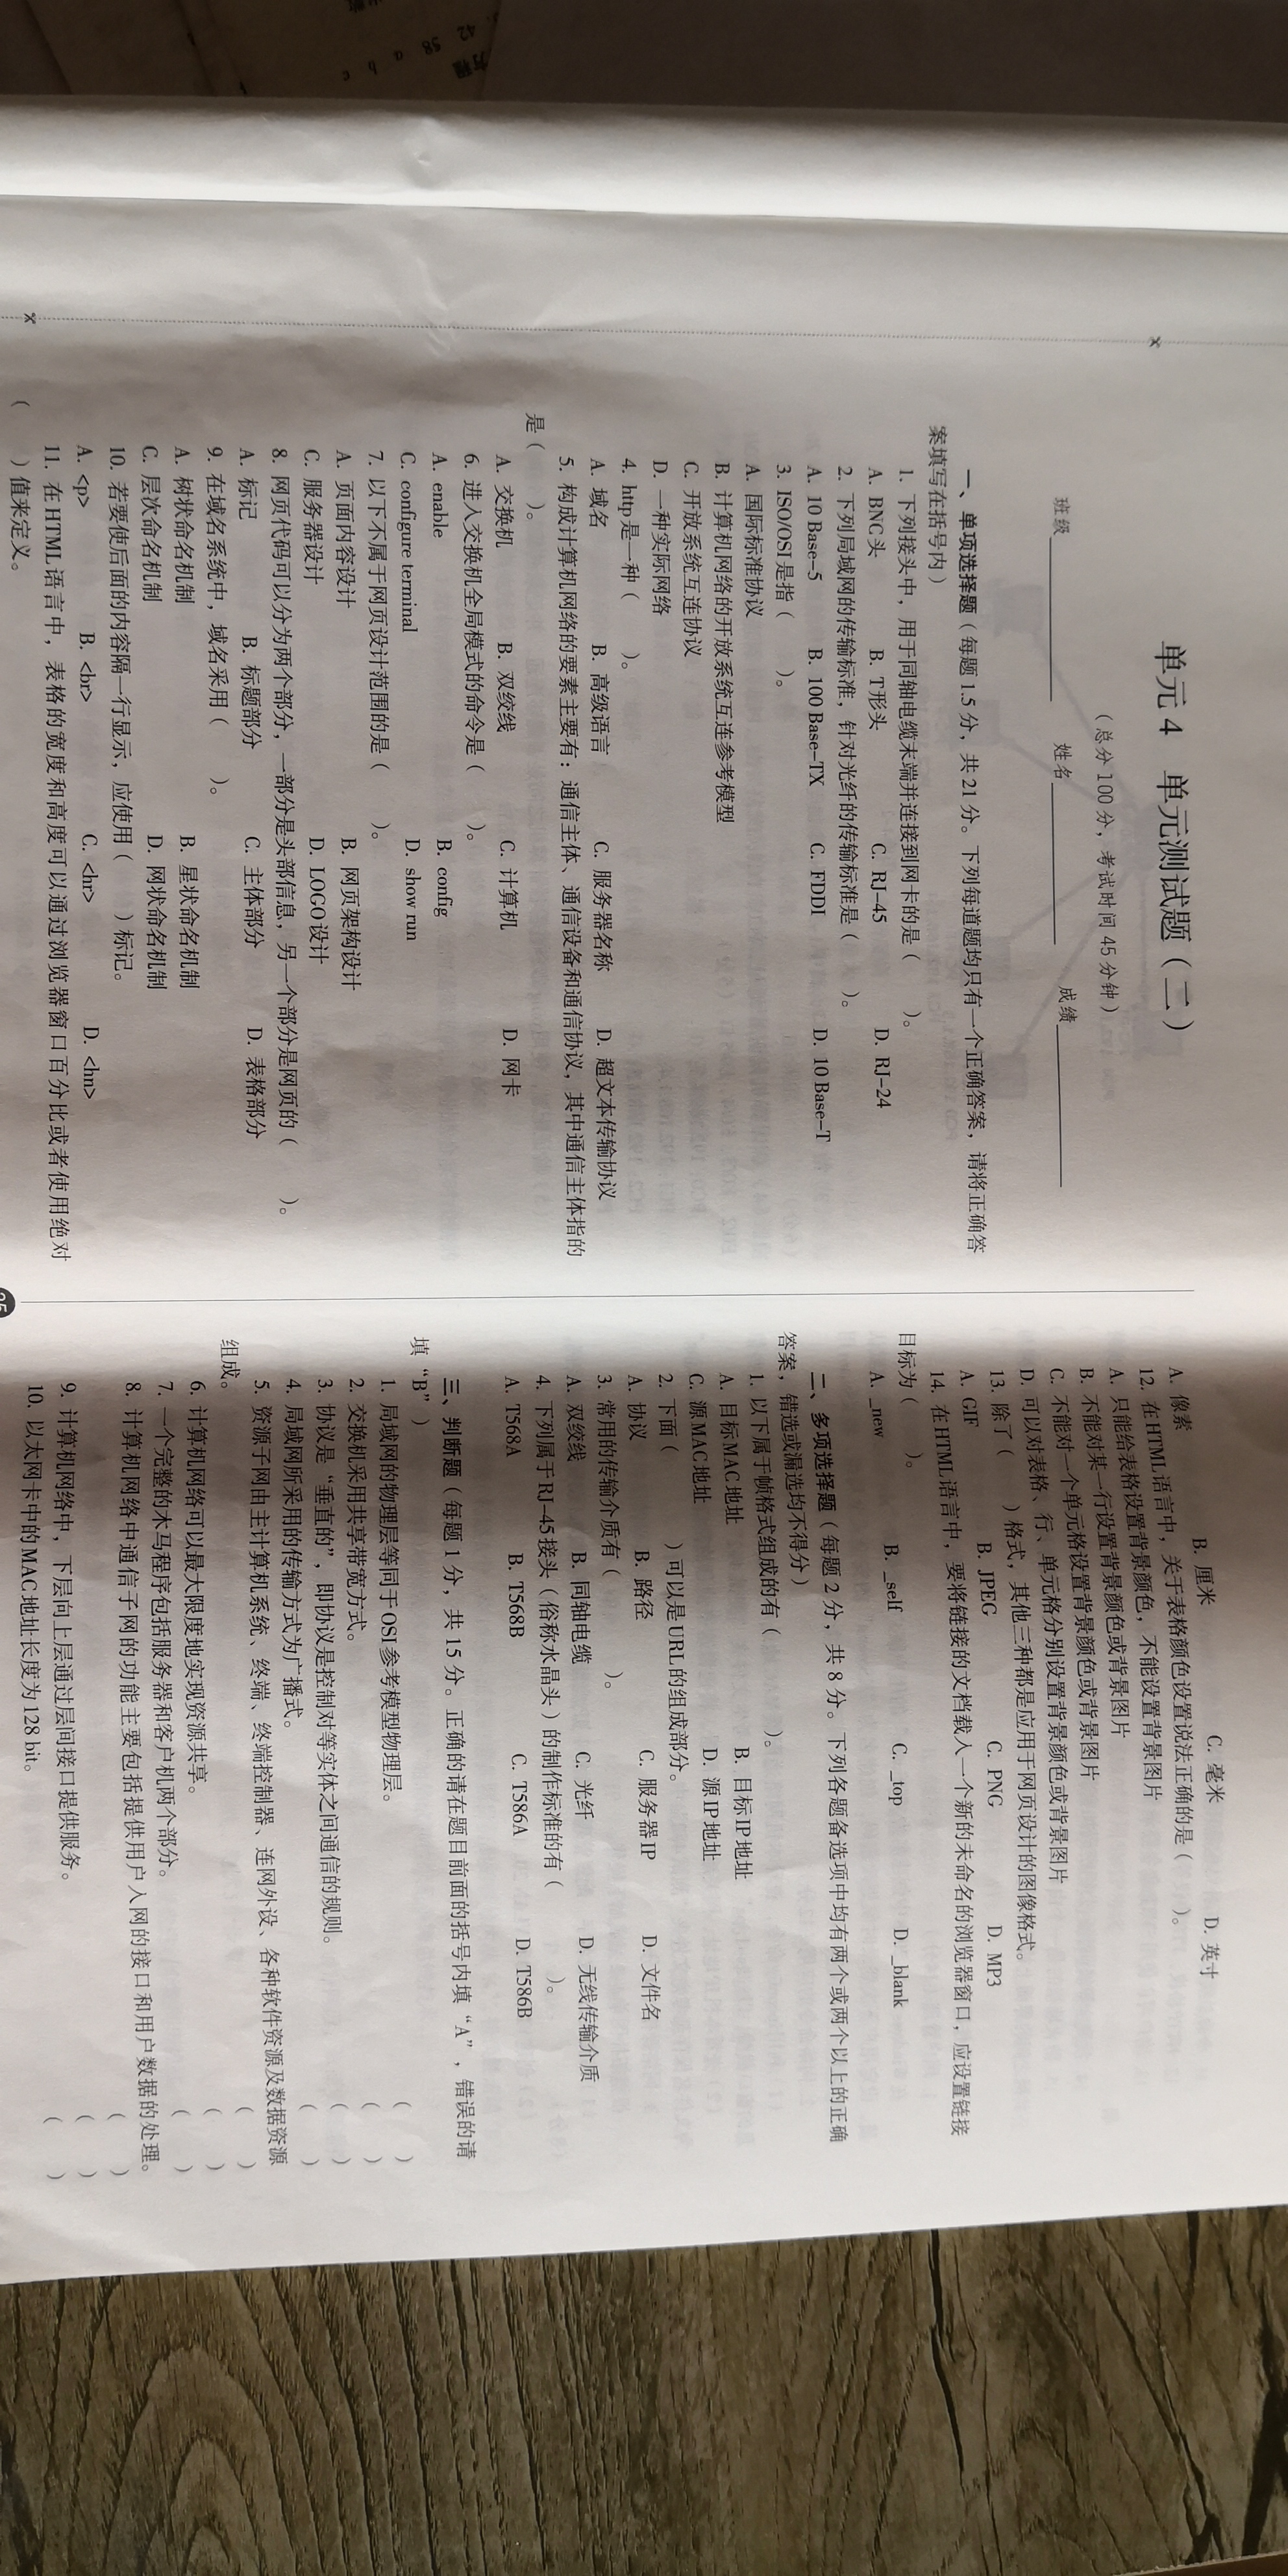 单元4 单元测试题（二）
（总分100分，考试时间45分钟）
班级 姓名 成绩
一、单项选择题（每题1.5分，共21分。下列每道题均只有一个正确答案，请将正确答
案填写在括号内）
1. 下列接头中，用于同轴电缆末端并连接到网卡的是（ ）。
A. BNC头 B. T形头 C. RJ-45 D. RJ-24
2. 下列局域网的传输标准，针对光纤的传输标准是（ ）。
A. 10 Base-5 B. 100 Base-TX C. FDDI D. 10 Base-T
3. ISO/OSI是指（ ）。
A. 国际标准协议
B. 计算机网络的开放系统互连参考模型
C. 开放系统互连协议
D. 一种实际网络
4. http是一种（ ）。
A. 域名 B. 高级语言 C. 服务器名称 D. 超文本传输协议
5. 构成计算机网络的要素主要有：通信主体、通信设备和通信协议，其中通信主体指的
是（ ）。
A. 交换机 B. 双绞线 C. 计算机 D. 网卡
6. 进入交换机全局模式的命令是（ ）。
A. enable B. config
C. configure terminal D. show run
7. 以下不属于网页设计范围的是（ ）。
A. 页面内容设计 B. 网页架构设计
C. 服务器设计 D. LOGO设计
8. 网页代码可以分为两个部分，一部分是头部信息，另一个部分是网页的（ ）。
A. 标记 B. 标题部分 C. 主体部分 D. 表格部分
9. 在域名系统中，域名采用（ ）。
A. 树状命名机制 B. 星状命名机制
C. 层次命名机制 D. 网状命名机制
10. 若要使后面的内容隔一行显示，应使用（ ）标记。
A. <p> B. <br> C. <hr> D. <hn>
11. 在HTML语言中，表格的宽度和高度可以通过浏览器窗口百分比或者使用绝对
（ ）值来定义。
A. 像素 B. 厘米 C. 毫米 D. 英寸
12. 在HTML语言中，关于表格颜色设置说法正确的是（ ）。
A. 只能给表格设置背景颜色，不能设置背景图片
B. 不能对某一行设置背景颜色或背景图片
C. 不能对一个单元格设置背景颜色或背景图片
D. 可以对表格、行、单元格分别设置背景颜色或背景图片
13. 除了（ ）格式，其他三种都是应用于网页设计的图像格式。
A. GIF B. JPEG C. PNG D. MP3
14. 在HTML语言中，要将链接的文档载入一个新的未命名的浏览器窗口，应设置链接
目标为（ ）。
A. _new B. _self C. _top D. _blank
二、多项选择题（每题2分，共8分。下列各题备选项中均有两个或两个以上的正确
答案，错选或漏选均不得分）
1. 以下属于帧格式组成的有（ ）。
A. 目标MAC地址 B. 目标IP地址
C. 源MAC地址 D. 源IP地址
2. 下面（ ）可以是URL的组成部分。
A. 协议 B. 路径 C. 服务器IP D. 文件名
3. 常用的传输介质有（ ）。
A. 双绞线 B. 同轴电缆 C. 光纤 D. 无线传输介质
4. 下列属于RJ-45接头（俗称水晶头）的制作标准的有（ ）。
A. T568A B. T568B C. T586A D. T586B
三、判断题（每题1分，共15分。正确的请在题目前面的括号内填“A”，错误的请
填“B”）
1. 局域网的物理层等同于OSI参考模型物理层。 （ ）
2. 交换机采用共享带宽方式。 （ ）
3. 协议是“垂直的”，即协议是控制对等实体之间通信的规则。 （ ）
4. 局域网所采用的传输方式为广播式。 （ ）
5. 资源子网由主计算机系统、终端、终端控制器、连网外设、各种软件资源及数据资源
组成。 （ ）
6. 计算机网络可以最大限度地实现资源共享。 （ ）
7. 一个完整的木马程序包括服务器和客户机两个部分。 （ ）
8. 计算机网络中通信子网的功能主要包括提供用户入网的接口和用户数据的处理。
（ ）
9. 计算机网络中，下层向上层通过层间接口提供服务。 （ ）
10. 以太网卡中的MAC地址长度为128 bit。 （ ）